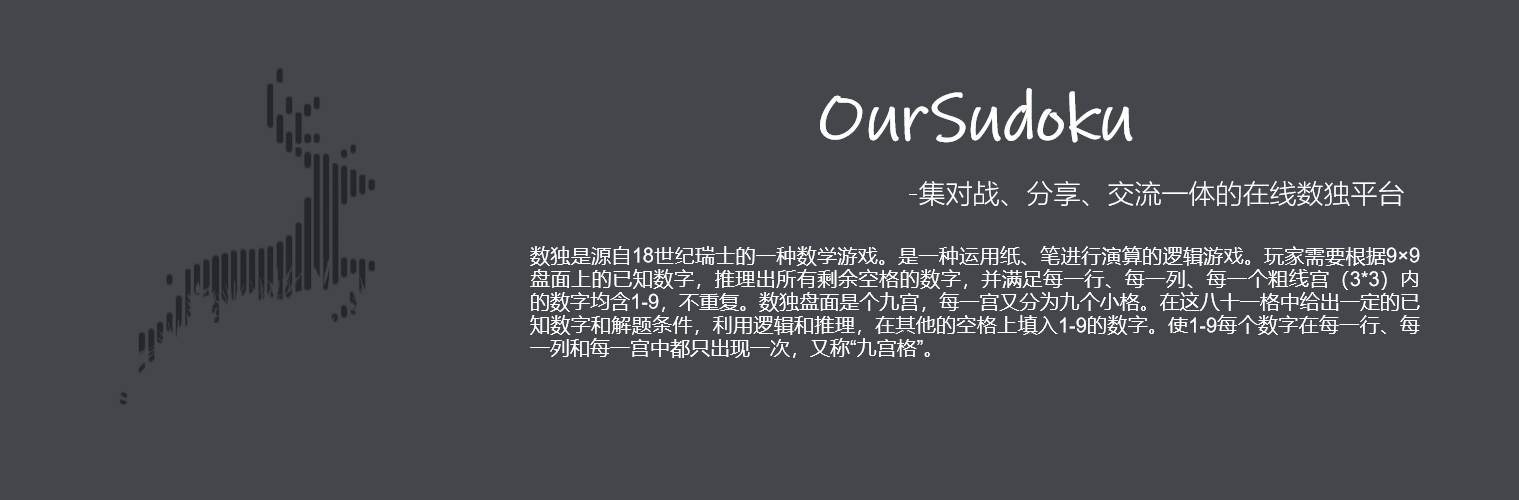 OurSudoku
-集对战、分享、交流一体的在线数独平台
数独是源自18世纪瑞士的一种数学游戏。是一种运用纸、笔进行演算的逻辑游戏。玩家需要根据9×9
盘面上的已知数字，推理出所有剩余空格的数字，并满足每一行、每一列、每一个粗线宫（3*3）内
的数字均含1-9，不重复。数独盘面是个九宫，每一宫又分为九个小格。在这八十一格中给出一定的已
知数字和解题条件，利用逻辑和推理，在其他的空格上填入1-9的数字。使1-9每个数字在每一行、每
一列和每一宫中都只出现一次，又称“九宫格”。